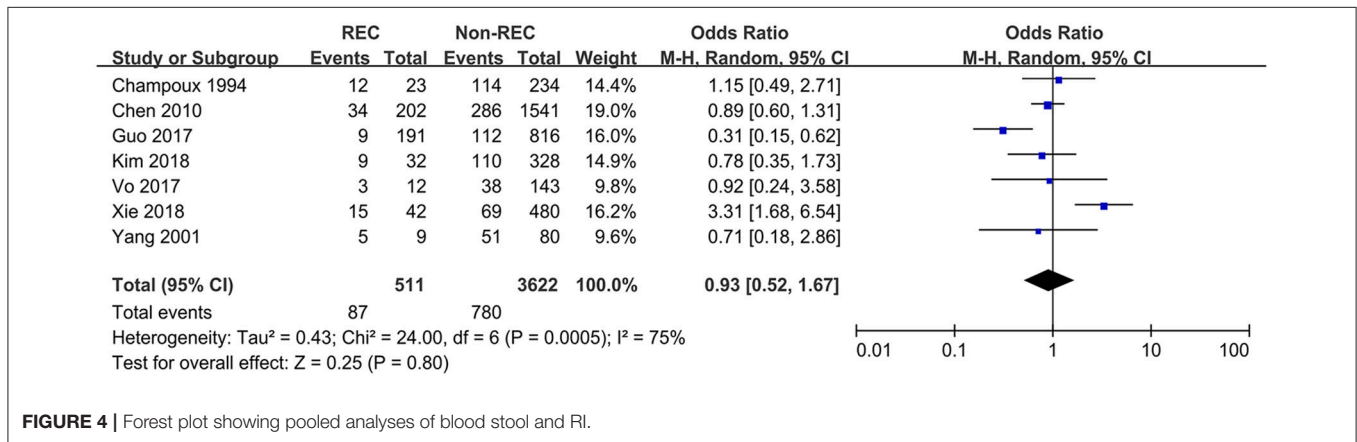 REC Non-REC Odds Ratio Odds Ratio
Study or Subgroup Events Total Events Total Weight M-H, Random, 95% CI M-H, Random, 95% CI
Champoux 1994 12 23 114 234 14.4% 1.15 [0.49, 2.71]
Chen 2010 34 202 286 1541 19.0% 0.89 [0.60, 1.31]
Guo 2017 9 191 112 816 16.0% 0.31 [0.15, 0.62]
Kim 2018 9 32 110 328 14.9% 0.78 [0.35, 1.73]
Vo 2017 3 12 38 143 9.8% 0.92 [0.24, 3.58]
Xie 2018 15 42 69 480 16.2% 3.31 [1.68, 6.54]
Yang 2001 5 9 51 80 9.6% 0.71 [0.18, 2.86]
Total (95% CI) 511 3622 100.0% 0.93 [0.52, 1.67]
Total events 87 780
Heterogeneity: Tau² = 0.43; Chi² = 24.00, df = 6 (P = 0.0005); I² = 75%
Test for overall effect: Z = 0.25 (P = 0.80)
0.01 0.1 1 10 100
FIGURE 4 | Forest plot showing pooled analyses of blood stool and RI.